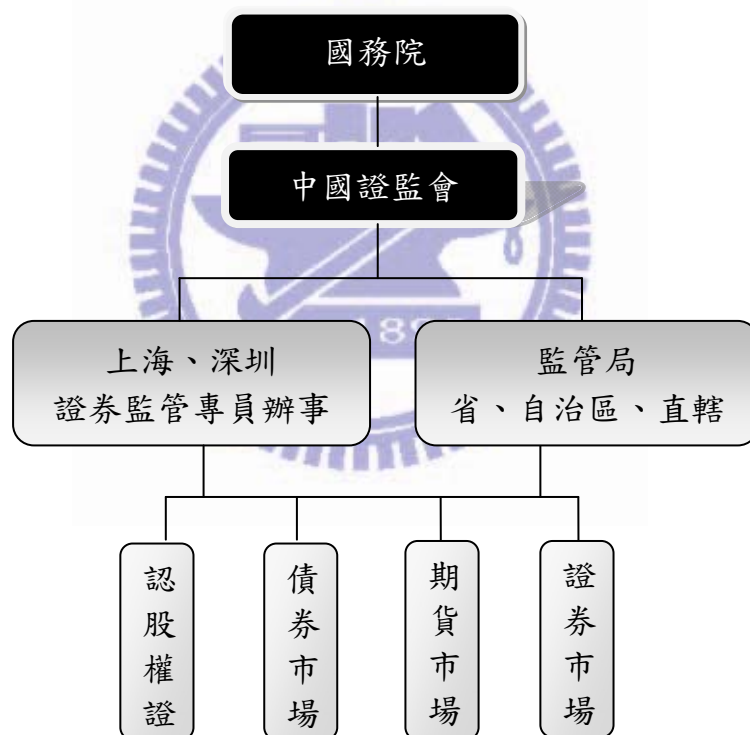 國務院
中國證監會
上海、深圳
證券監管專員辦事
監管局
省、自治區、直轄
認股權證
債券市場
期貨市場
證券市場